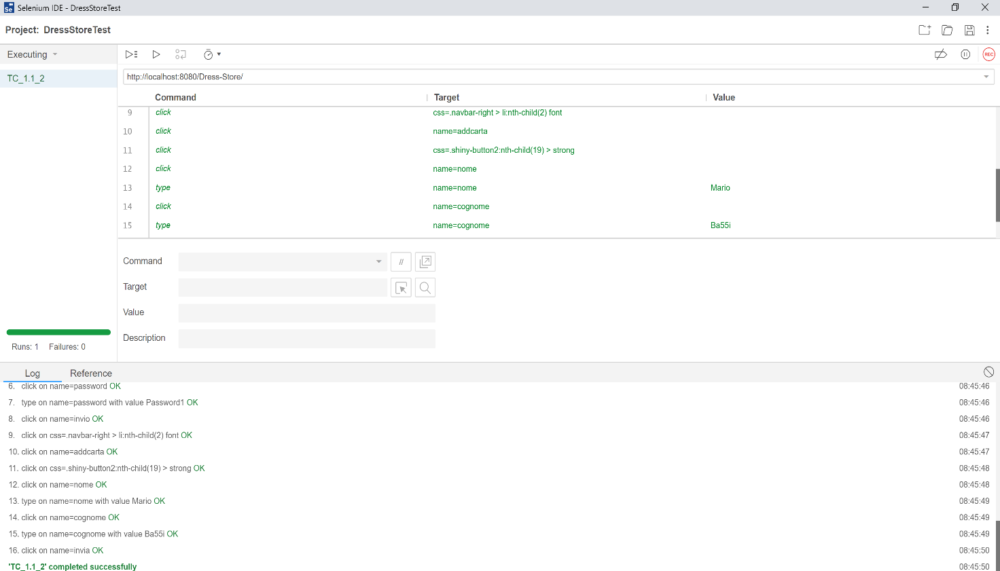 Selenium IDE - DressStoreTest
Project: DressStoreTest
Executing
TC_1.1_2
http://localhost:8080/Dress-Store/
Command Target Value
9 click css=.navbar-right > li:nth-child(2) font
10 click name=addcarta
11 click css=.shiny-button2:nth-child(19) > strong
12 click name=nome
13 type name=nome Mario
14 click name=cognome
15 type name=cognome Ba55i
Command //
Target
Value
Description
Runs: 1 Failures: 0
REC
Log Reference
6. click on name=password OK 08:45:46
7. type on name=password with value Password1 OK 08:45:46
8. click on name=invio OK 08:45:46
9. click on css=.navbar-right > li:nth-child(2) font OK 08:45:47
10. click on name=addcarta OK 08:45:47
11. click on css=.shiny-button2:nth-child(19) > strong OK 08:45:48
12. click on name=nome OK 08:45:48
13. type on name=nome with value Mario OK 08:45:49
14. click on name=cognome OK 08:45:49
15. type on name=cognome with value Ba55i OK 08:45:49
16. click on name=invia OK 08:45:50
'TC_1.1_2' completed successfully 08:45:50